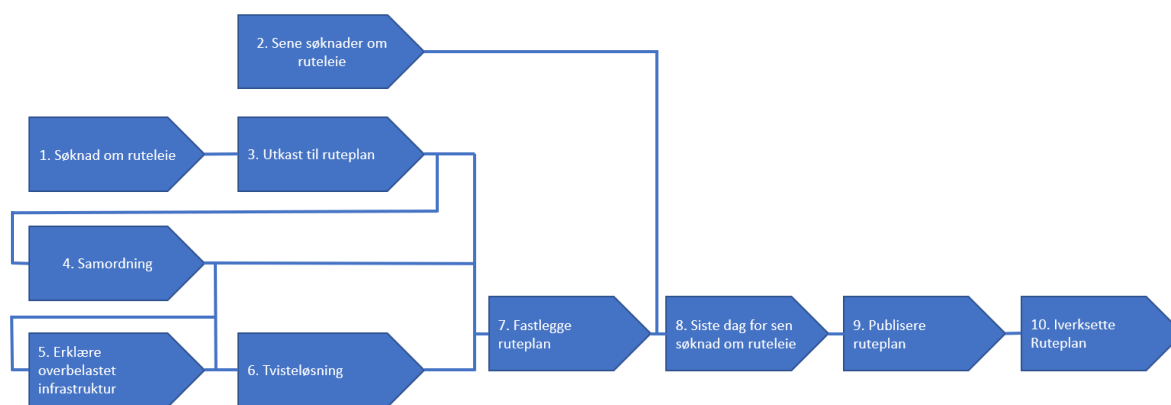 2. Sene søknader om
ruteleie
1. Søknad om ruteleie
3. Utkast til ruteplan
4. Samordning
5. Erklære
overbelastet
infrastruktur
6. Tvisteløsning
7. Fastlegge
ruteplan
8. Siste dag for sen
søknad om ruteleie
9. Publisere
ruteplan
10. Iverksette
Ruteplan